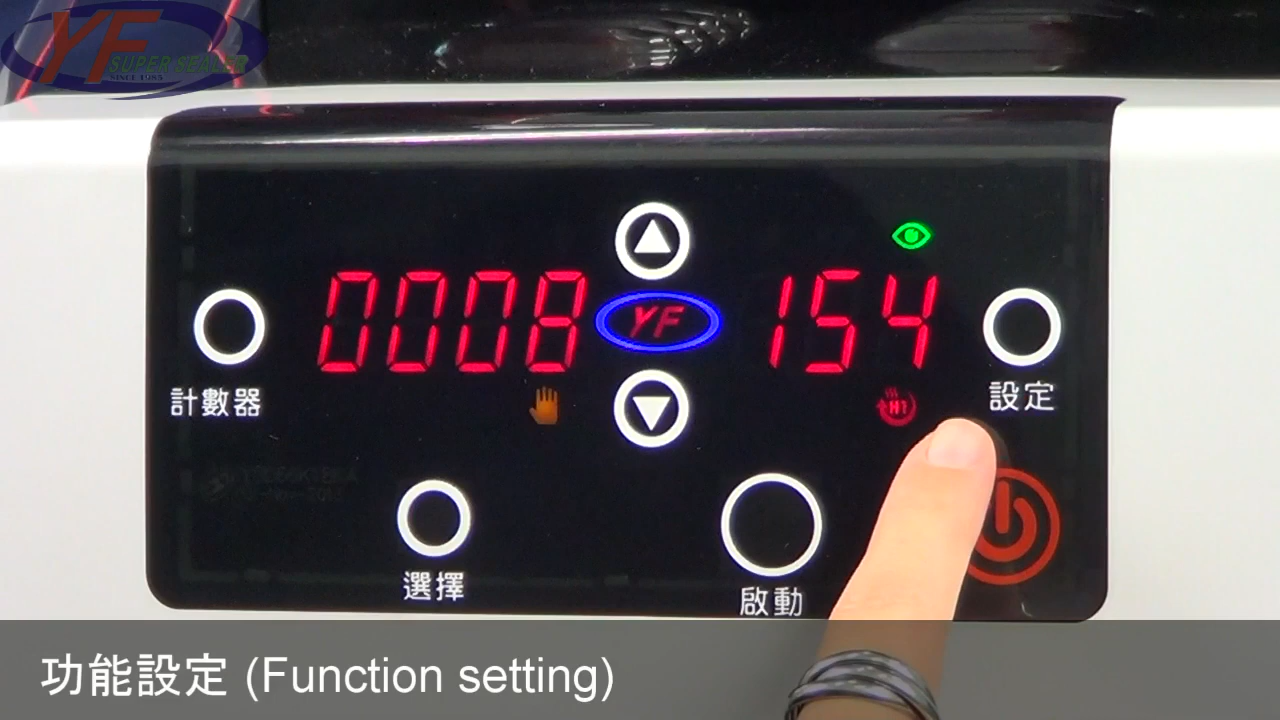 YF
SUPER SEALER
SINCE 1985
0008
YF
154
計數器
H
設定
選擇
啟動
功能設定 (Function setting)